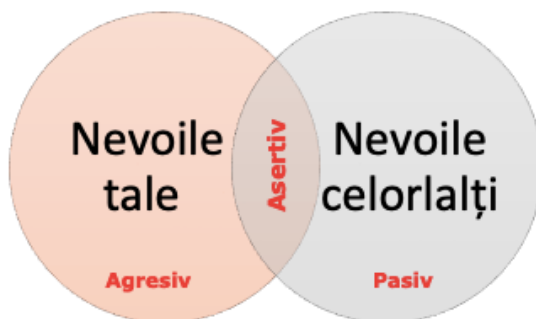 Nevoile
tale
Agresiv
Asertiv
Nevoile
celorlalți
Pasiv